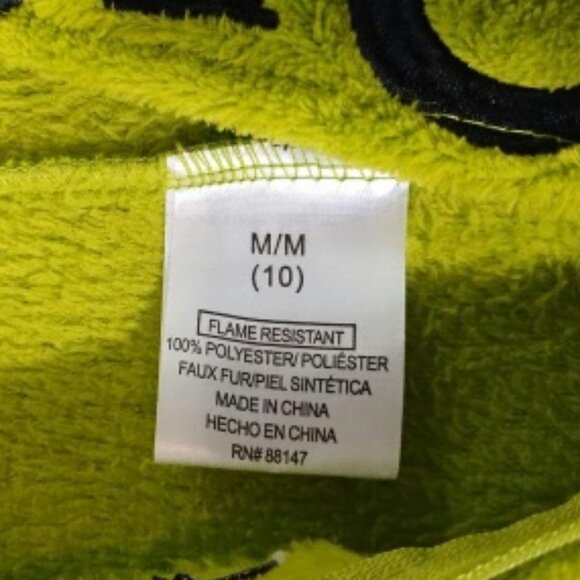 M/M
(10)
FLAME RESISTANT
100% POLYESTER/ POLIÉSTER
FAUX FUR/PIEL SINTÉTICA
MADE IN CHINA
HECHO EN CHINA
RN# 88147